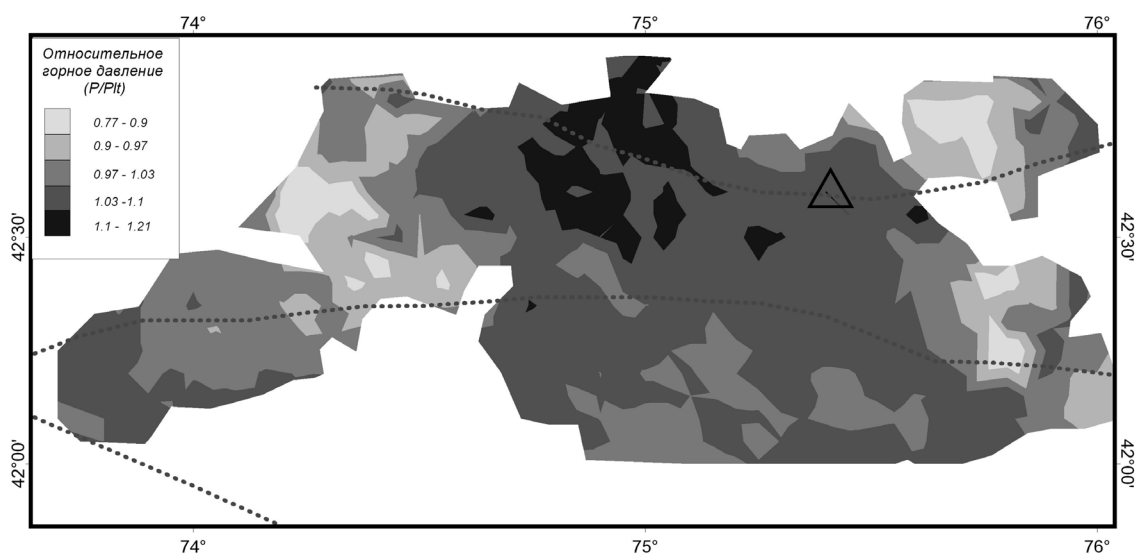 74° 75° 76°
Относительное
горное давление
(P/Plt)
0.77 - 0.9
0.9 - 0.97
0.97 - 1.03
1.03 -1.1
1.1 - 1.21
42°30' 42°30'
42°00' 42°00'
74° 75° 76°